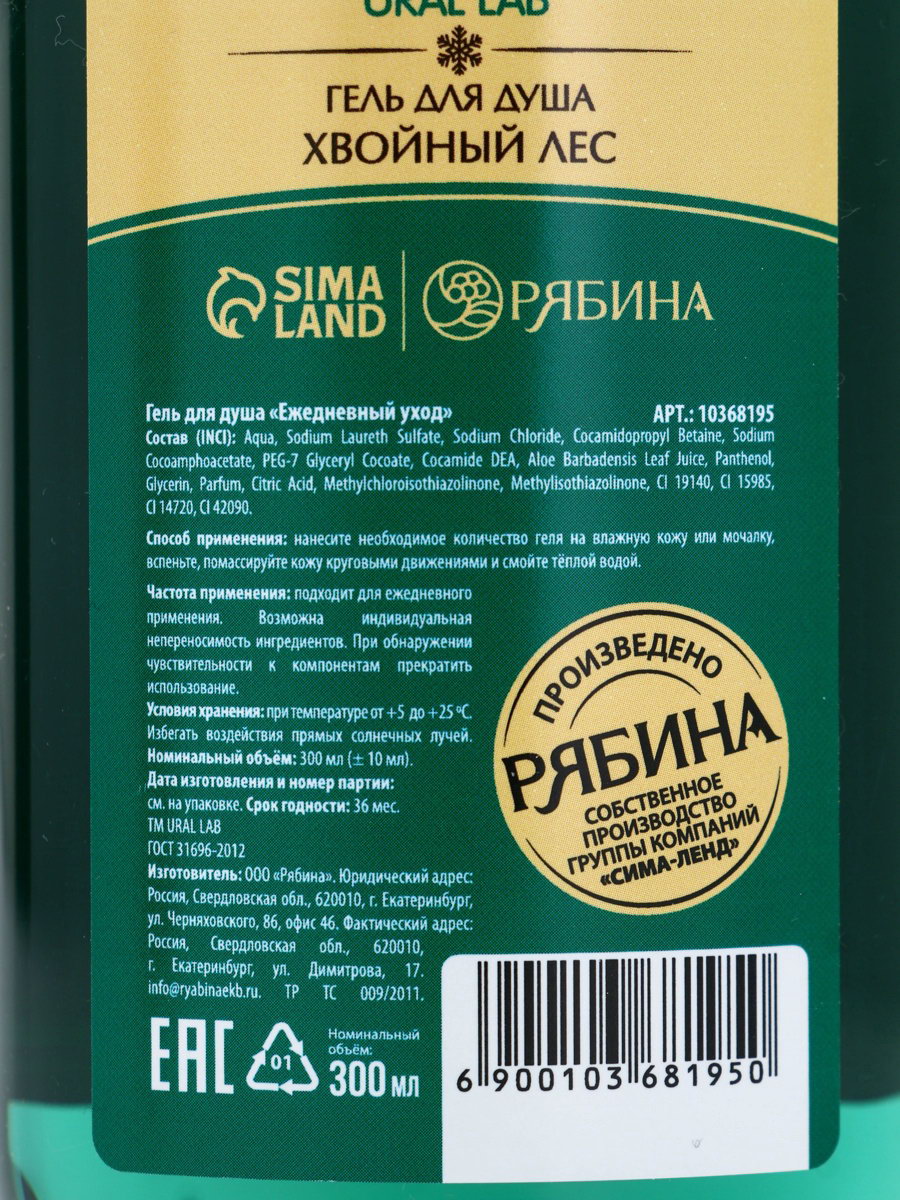 URAL LAB
ГЕЛЬ ДЛЯ ДУША
ХВОЙНЫЙ ЛЕС
SIMA
LAND
РЯБИНА
Гель для душа «Ежедневный уход» АРТ.: 10368195
Состав (INCI): Aqua, Sodium Laureth Sulfate, Sodium Chloride, Cocamidopropyl Betaine, Sodium
Cocoamphoacetate, PEG-7 Glyceryl Cocoate, Cocamide DEA, Aloe Barbadensis Leaf Juice, Panthenol,
Glycerin, Parfum, Citric Acid, Methylchloroisothiazolinone, Methylisothiazolinone, CI 19140, CI 15985,
CI 14720, CI 42090.
Способ применения: нанесите необходимое количество геля на влажную кожу или мочалку,
вспеньте, помассируйте кожу круговыми движениями и смойте тёплой водой.
Частота применения: подходит для ежедневного
применения. Возможна индивидуальная
непереносимость ингредиентов. При обнаружении
чувствительности к компонентам прекратить
использование.
Условия хранения: при температуре от +5 до +25 ºC.
Избегать воздействия прямых солнечных лучей.
Номинальный объём: 300 мл (± 10 мл).
Дата изготовления и номер партии:
см. на упаковке. Срок годности: 36 мес.
ТМ URAL LAB
ГОСТ 31696-2012
Изготовитель: ООО «Рябина». Юридический адрес:
Россия, Свердловская обл., 620010, г. Екатеринбург,
ул. Черняховского, 86, офис 46. Фактический адрес:
Россия, Свердловская обл., 620010,
г. Екатеринбург, ул. Димитрова, 17.
info@ryabinaekb.ru. ТР ТС 009/2011.
ПРОИЗВЕДЕНО
РЯБИНА
СОБСТВЕННОЕ
ПРОИЗВОДСТВО
ГРУППЫ КОМПАНИЙ
«СИМА-ЛЕНД»
EAC
01
Номинальный
объём:
300 мл
6 900103 681950